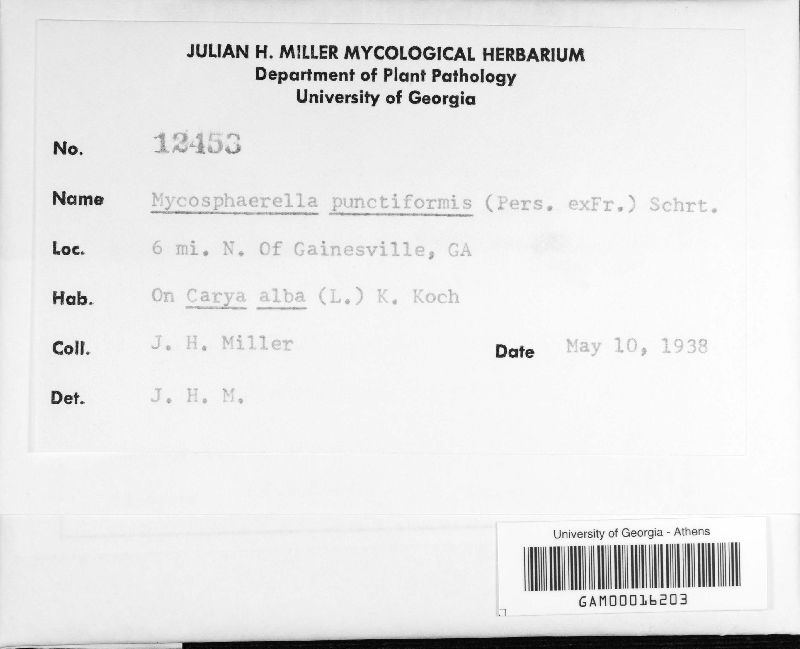 JULIAN H. MILLER MYCOLOGICAL HERBARIUM
Department of Plant Pathology
University of Georgia
No. 12453
Name Mycosphaerella punctiformis (Pers. exFr.) Schrt.
Loc. 6 mi. N. Of Gainesville, GA
Hab. On Carya alba (L.) K. Koch
Coll. J. H. Miller Date May 10, 1938
Det. J. H. M.
University of Georgia - Athens
GAM00016203